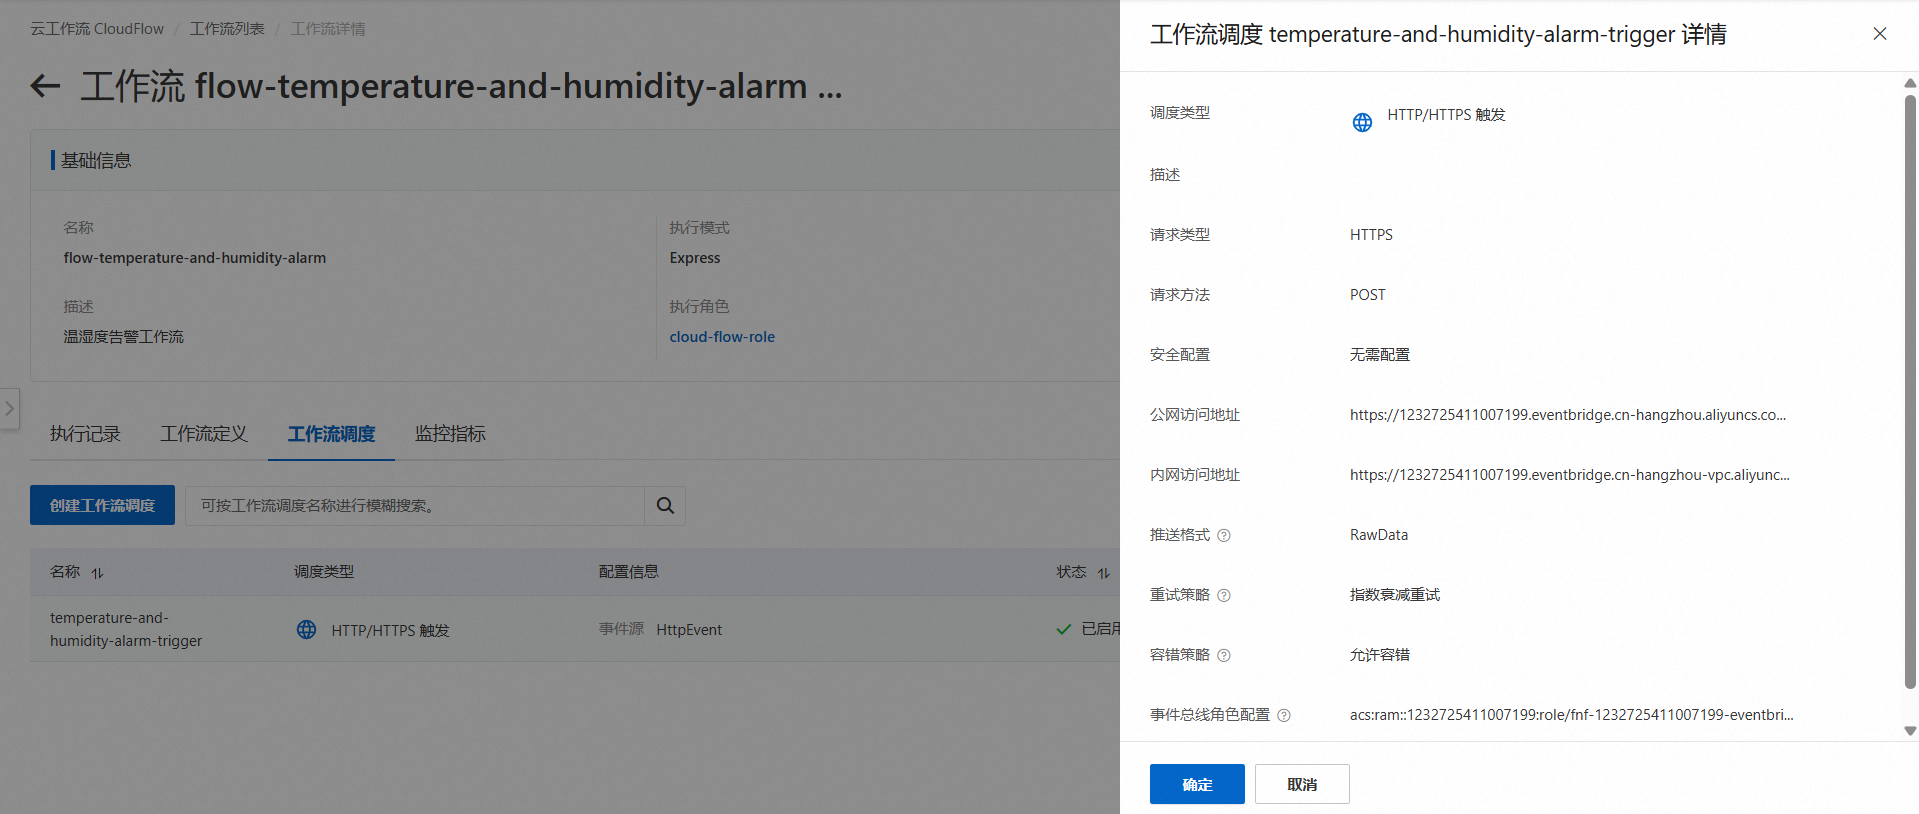 云工作流 CloudFlow / 工作流列表 / 工作流详情
工作流 flow-temperature-and-humidity-alarm ...
基础信息
名称
flow-temperature-and-humidity-alarm
执行模式
Express
描述
温湿度告警工作流
执行角色
cloud-flow-role
执行记录 工作流定义 工作流调度 监控指标
创建工作流调度 可按工作流调度名称进行模糊搜索。
名称 调度类型 配置信息 状态
temperature-and-
humidity-alarm-trigger
HTTP/HTTPS 触发 事件源 HttpEvent 已启用
工作流调度 temperature-and-humidity-alarm-trigger 详情
调度类型 HTTP/HTTPS 触发
描述
请求类型 HTTPS
请求方法 POST
安全配置 无需配置
公网访问地址 https://1232725411007199.eventbridge.cn-hangzhou.aliyuncs.co...
内网访问地址 https://1232725411007199.eventbridge.cn-hangzhou-vpc.aliyunc...
推送格式 RawData
重试策略 指数衰减重试
容错策略 允许容错
事件总线角色配置 acs:ram::1232725411007199:role/fnf-1232725411007199-eventbri...
确定 取消